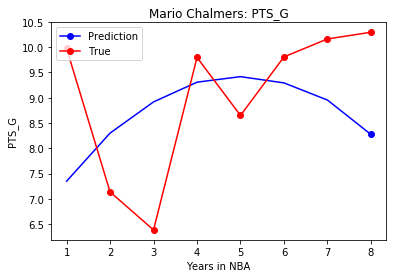 Mario Chalmers: PTS_G
Prediction
True
PTS_G
10.5
10.0
9.5
9.0
8.5
8.0
7.5
7.0
6.5
1 2 3 4 5 6 7 8
Years in NBA